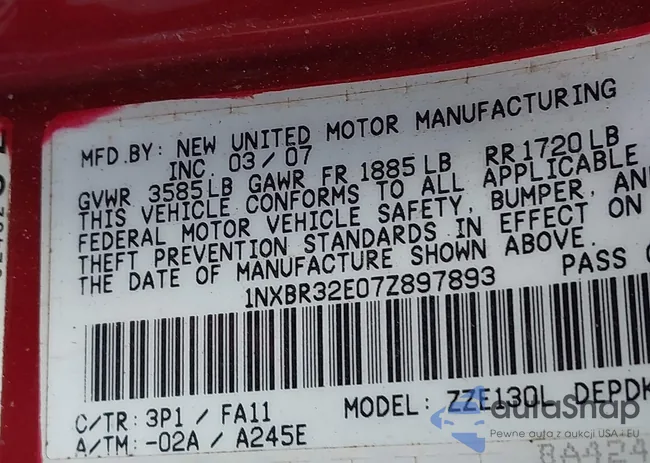 MFD.BY: NEW UNITED MOTOR MANUFACTURING
INC. 03/07
GVWR 3585LB GAWR FR 1885LB RR 1720LB
THIS VEHICLE CONFORMS TO ALL APPLICABLE
FEDERAL MOTOR VEHICLE SAFETY, BUMPER, AN
THEFT PREVENTION STANDARDS IN EFFECT ON
THE DATE OF MANUFACTURE SHOWN ABOVE.
1NXBR32E07Z897893 PASS
C/TR: 3P1 / FA11 MODEL: ZZE130L DEPDK
A/TM: -02A / A245E
autaSnap
Pewne auta z aukcji USA i EU